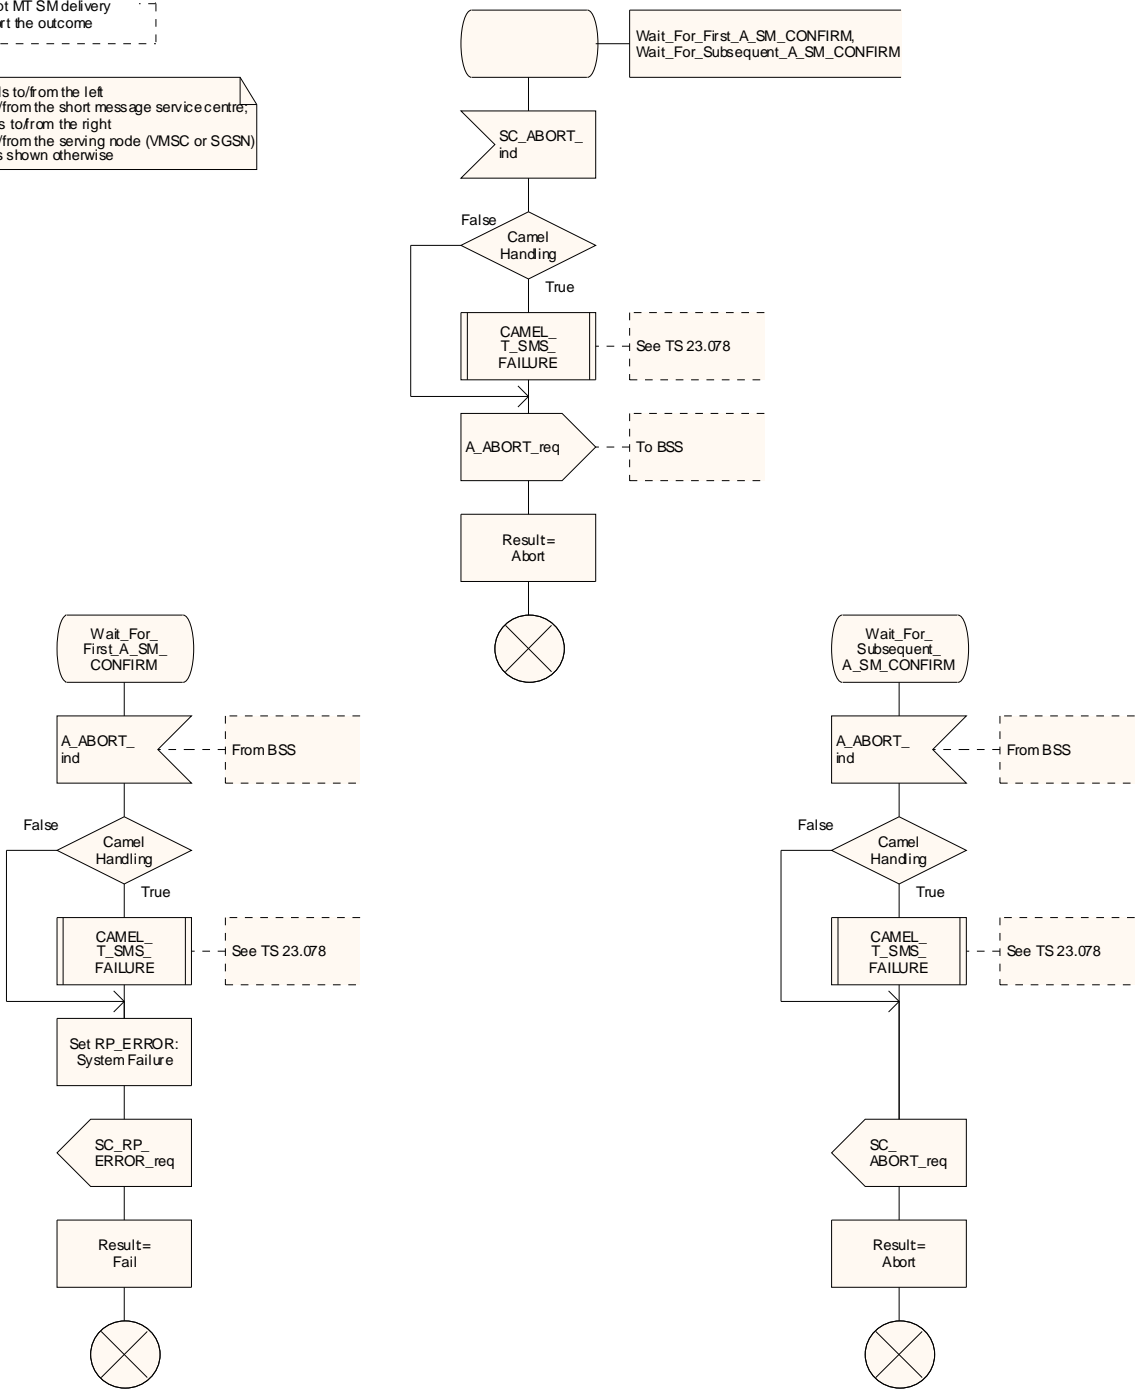 MT SM delivery
the outcome
to/from the left
/from the short message service centre;
to/from the right
/from the serving node (VMSC or SGSN)
shown otherwise
Wait_For_First_A_SM_CONFIRM,
Wait_For_Subsequent_A_SM_CONFIRM
SC_ABORT_
ind
False
Camel
Handling
True
CAMEL_
T_SMS_
FAILURE
See TS 23.078
A_ABORT_req
To BSS
Result=
Abort
Wait_For_
First_A_SM_
CONFIRM
A_ABORT_
ind
From BSS
False
Camel
Handling
True
CAMEL_
T_SMS_
FAILURE
See TS 23.078
Set RP_ERROR:
System Failure
SC_RP_
ERROR_req
Result=
Fail
Wait_For_
Subsequent_
A_SM_CONFIRM
A_ABORT_
ind
From BSS
False
Camel
Handling
True
CAMEL_
T_SMS_
FAILURE
See TS 23.078
SC_
ABORT_req
Result=
Abort